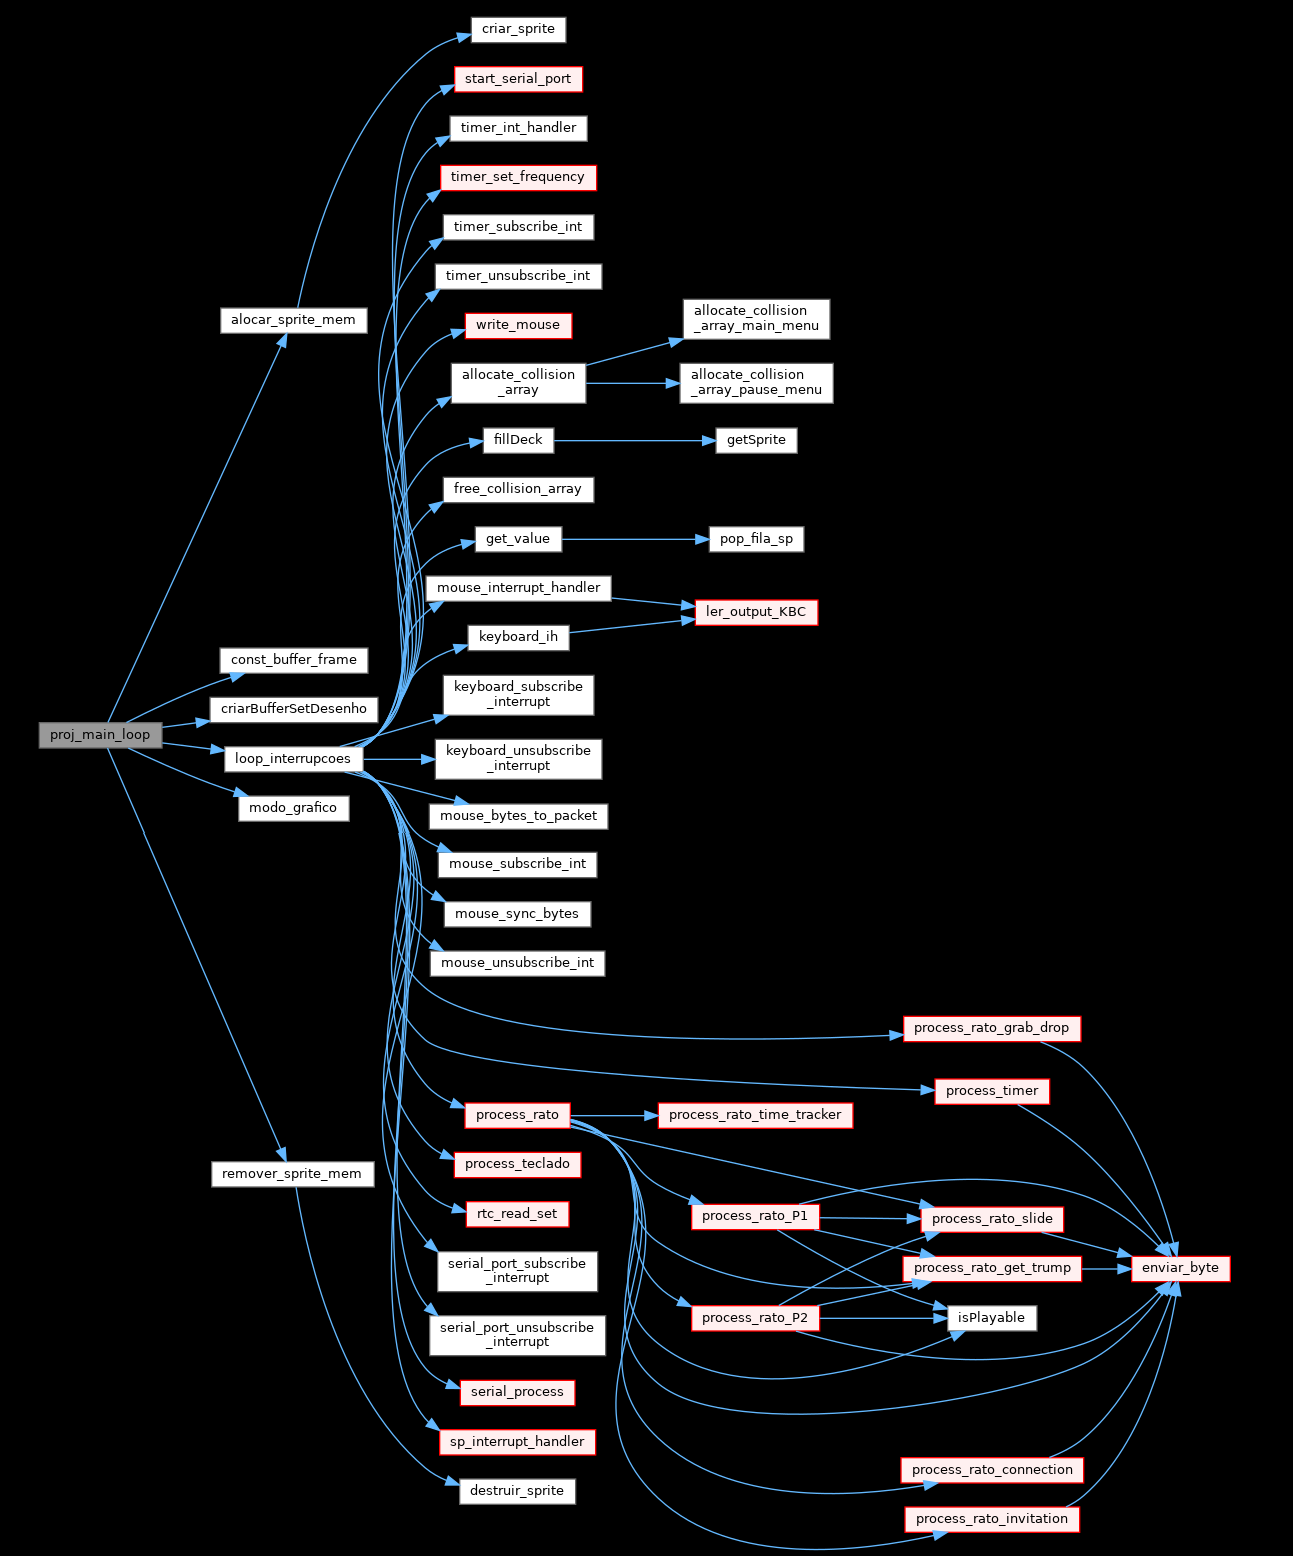 criar_sprite
start_serial_port
timer_int_handler
timer_set_frequency
timer_subscribe_int
timer_unsubscribe_int
write_mouse
allocate_collision
_array
allocate_collision
_array_main_menu
allocate_collision
_array_pause_menu
fillDeck
getSprite
free_collision_array
get_value
pop_fila_sp
mouse_interrupt_handler
ler_output_KBC
keyboard_ih
keyboard_subscribe
_interrupt
keyboard_unsubscribe
_interrupt
alocar_sprite_mem
const_buffer_frame
criarBufferSetDesenho
proj_main_loop
loop_interrupcoes
modo_grafico
mouse_bytes_to_packet
mouse_subscribe_int
mouse_sync_bytes
mouse_unsubscribe_int
process_rato_grab_drop
process_timer
process_rato
process_rato_time_tracker
process_teclado
remover_sprite_mem
rtc_read_set
process_rato_P1
process_rato_slide
serial_port_subscribe
_interrupt
process_rato_get_trump
enviar_byte
serial_port_unsubscribe
_interrupt
process_rato_P2
isPlayable
serial_process
sp_interrupt_handler
process_rato_connection
destruir_sprite
process_rato_invitation